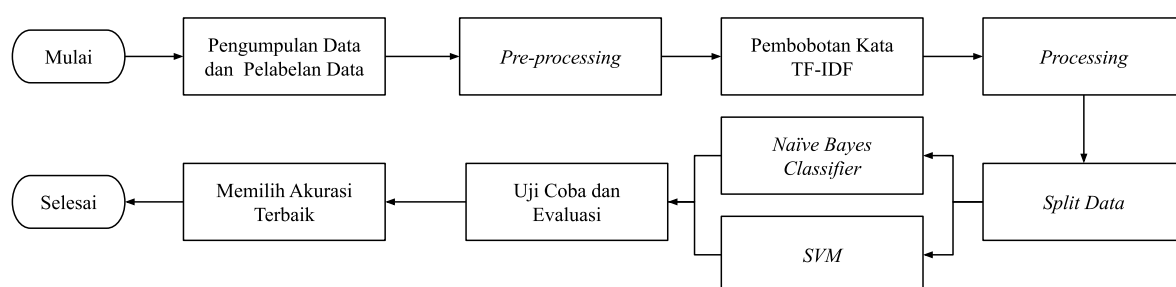 Mulai
Pengumpulan Data
dan Pelabelan Data
Pre-processing
Pembobotan Kata
TF-IDF
Processing
Split Data
Naïve Bayes
Classifier
SVM
Uji Coba dan
Evaluasi
Memilih Akurasi
Terbaik
Selesai